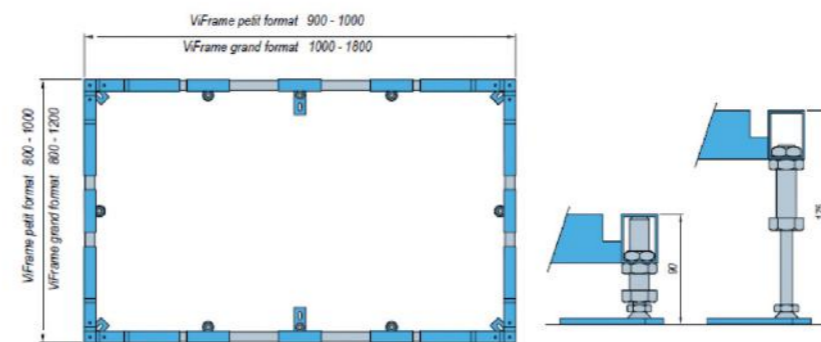 ViFrame petit format 900 - 1000
ViFrame grand format 1000 - 1800
ViFrame petit format 800 - 1000
ViFrame grand format 800 - 1200
90